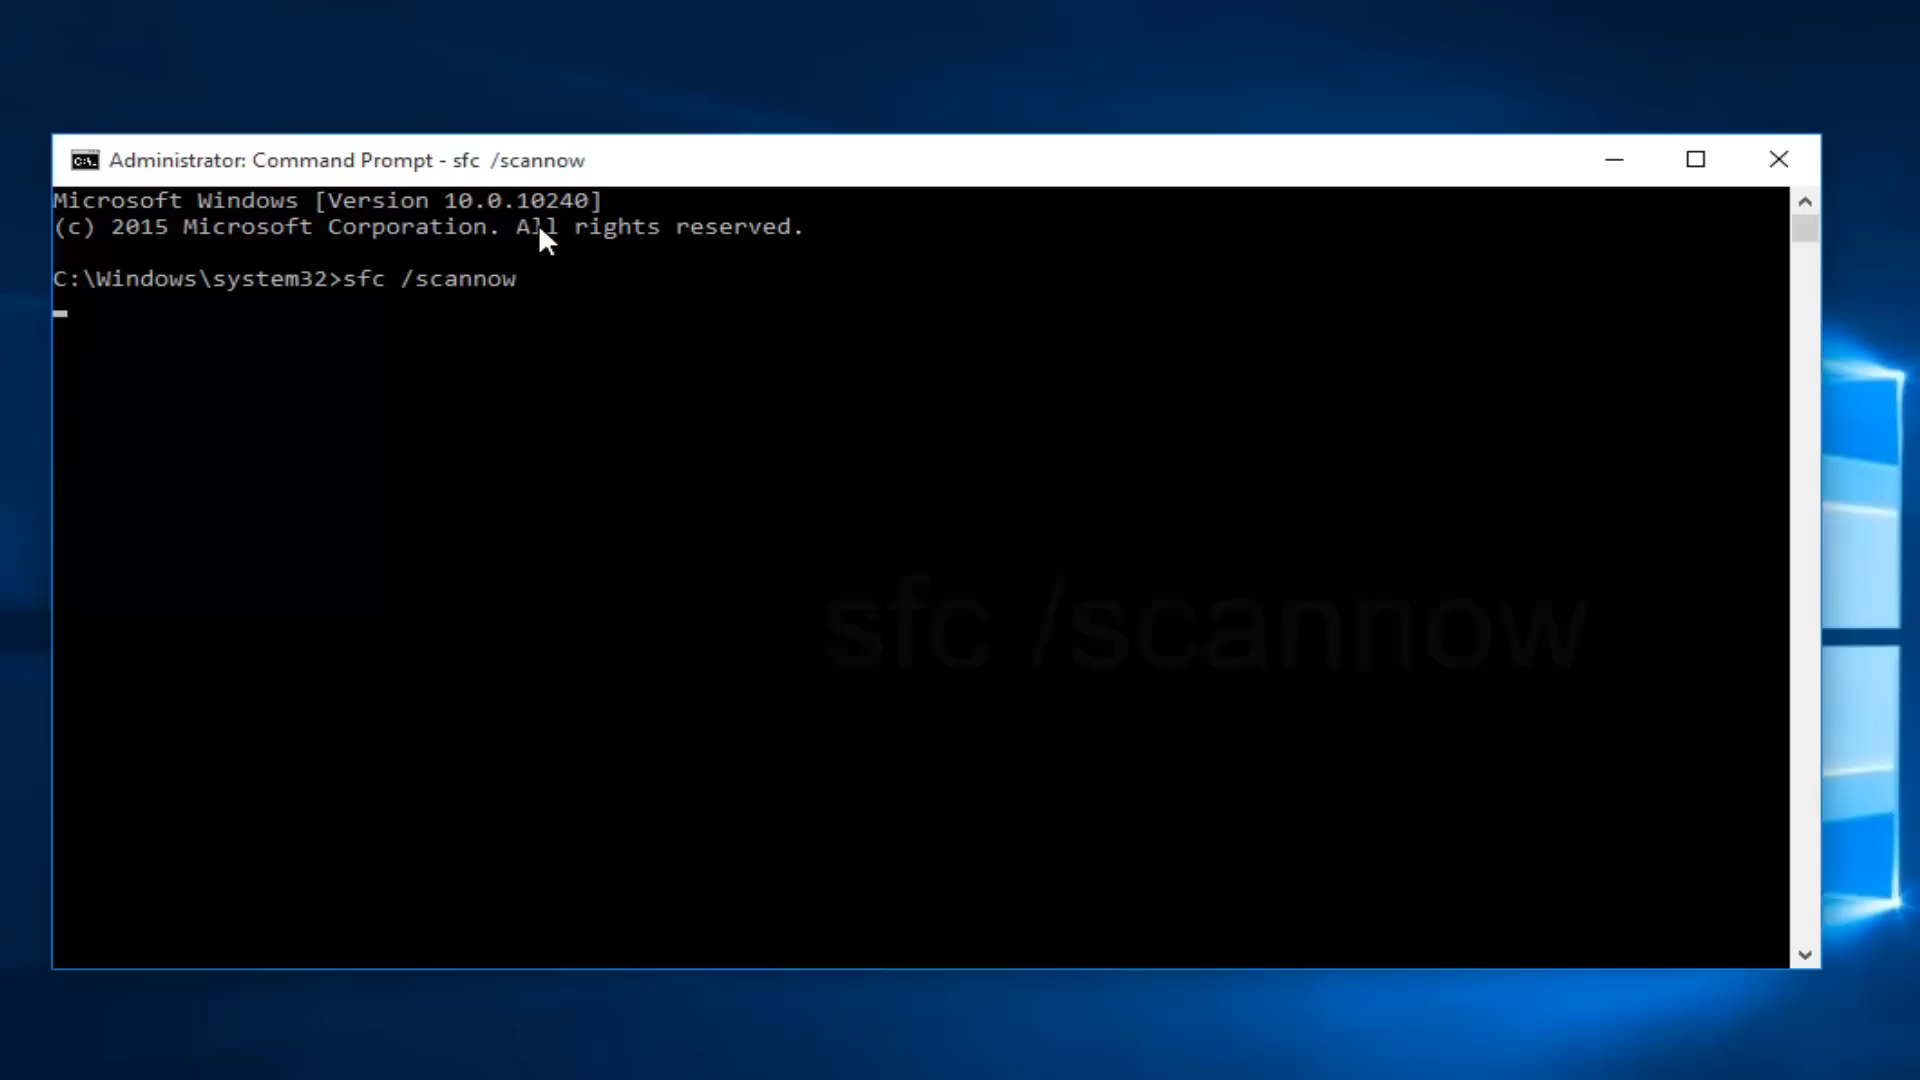 Administrator: Command Prompt - sfc /scannow
Microsoft Windows [Version 10.0.10240]
(c) 2015 Microsoft Corporation. All rights reserved.
C:\Windows\system32>sfc /scannow
sfc /scannow